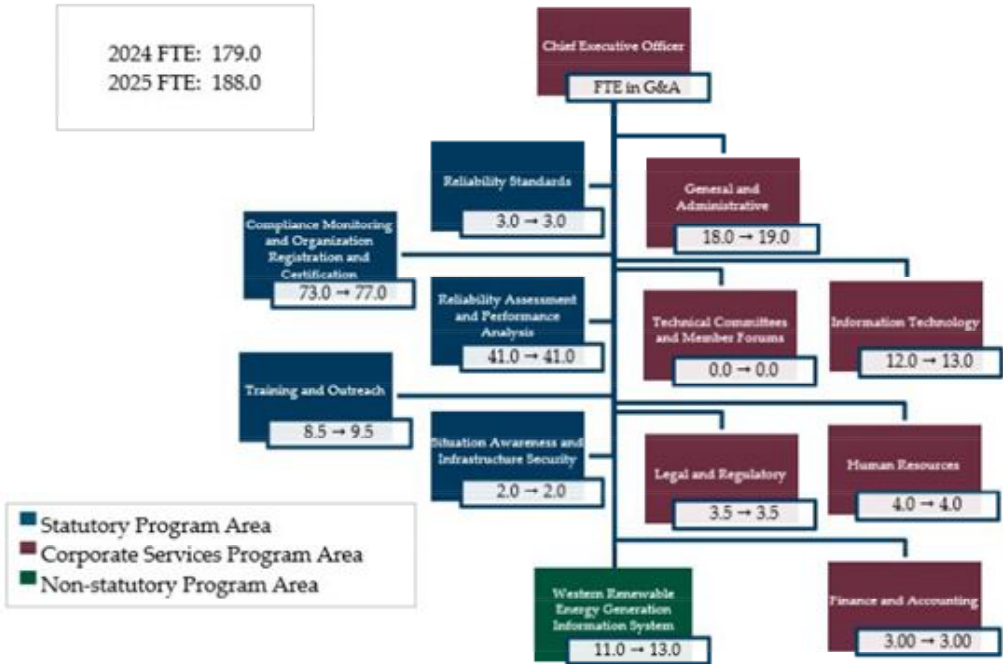 2024 FTE: 179.0
2025 FTE: 188.0
Chief Executive Officer
FTE in G&A
Reliability Standards
3.0 → 3.0
General and
Administrative
18.0 → 19.0
Compliance Monitoring
and Organization
Registration and
Certification
73.0 → 77.0
Reliability Assessment
and Performance
Analysis
41.0 → 41.0
Technical Committees
and Member Forums
0.0 → 0.0
Information Technology
12.0 → 13.0
Training and Outreach
8.5 → 9.5
Situation Awareness and
Infrastructure Security
2.0 → 2.0
Legal and Regulatory
3.5 → 3.5
Human Resources
4.0 → 4.0
Statutory Program Area
Corporate Services Program Area
Non-statutory Program Area
Western Renewable
Energy Generation
Information System
11.0 → 13.0
Finance and Accounting
3.00 → 3.00